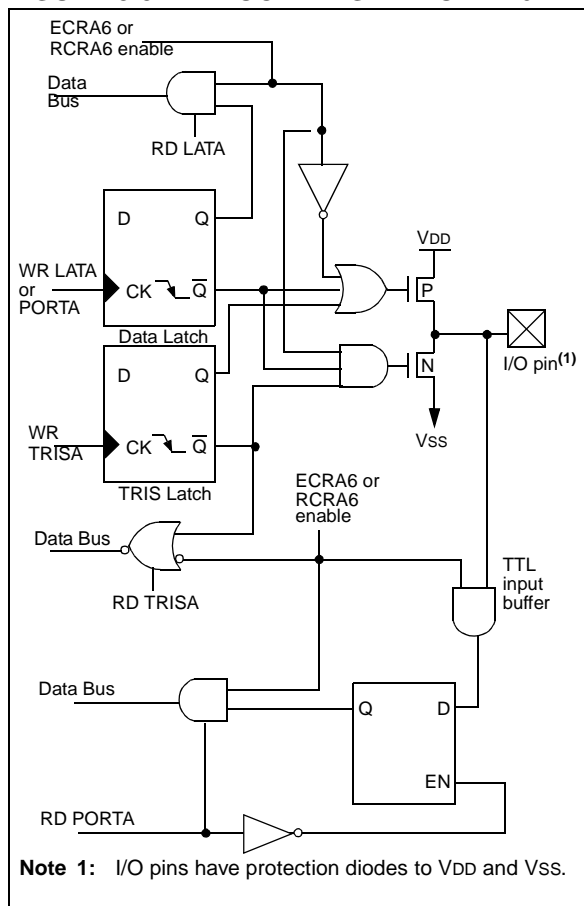 ECRA6 or
RCRA6 enable
Data
Bus
RD LATA
VDD
D Q
WR LATA
or
PORTA
CK Q
P
Data Latch
I/O pin(1)
D Q
N
WR
TRISA
CK Q
VSS
TRIS Latch
ECRA6 or
RCRA6
enable
Data Bus
TTL
input
buffer
RD TRISA
Data Bus
Q D
EN
RD PORTA
Note 1: I/O pins have protection diodes to VDD and VSS.